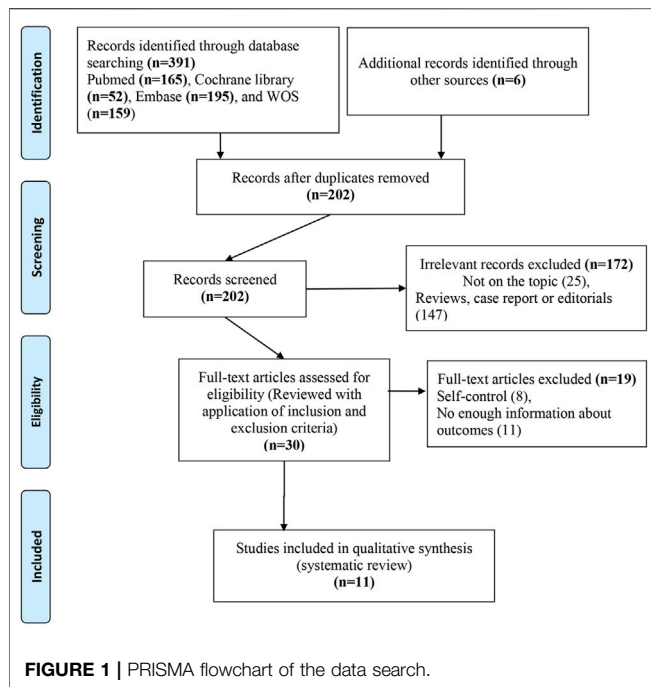 Identification
Records identified through database
searching (n=391)
Pubmed (n=165), Cochrane library
(n=52), Embase (n=195), and WOS
(n=159)
Additional records identified through
other sources (n=6)
Records after duplicates removed
(n=202)
Screening
Records screened
(n=202)
Irrelevant records excluded (n=172)
Not on the topic (25),
Reviews, case report or editorials
(147)
Eligibility
Full-text articles assessed for
eligibility (Reviewed with
application of inclusion and
exclusion criteria)
(n=30)
Full-text articles excluded (n=19)
Self-control (8),
No enough information about
outcomes (11)
Included
Studies included in qualitative synthesis
(systematic review)
(n=11)
FIGURE 1 | PRISMA flowchart of the data search.